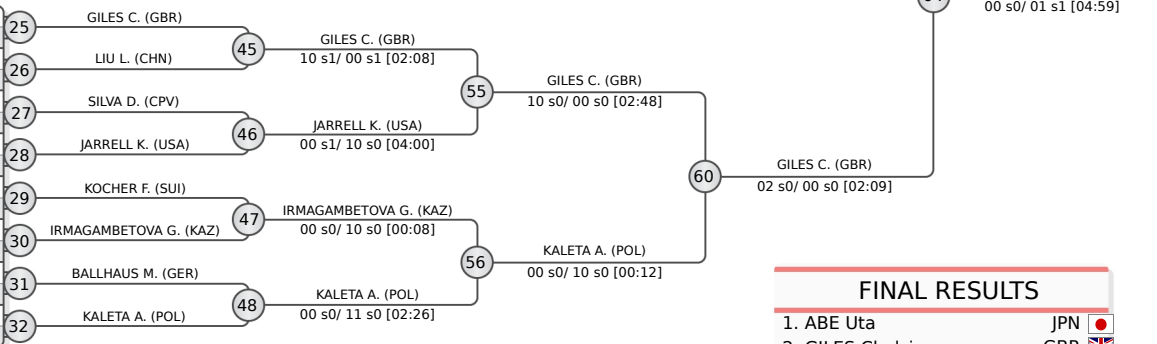 00 s0/ 01 s1 [04:59]
25
GILES C. (GBR)
26
LIU L. (CHN)
45
GILES C. (GBR)
10 s1/ 00 s1 [02:08]
27
SILVA D. (CPV)
28
JARRELL K. (USA)
46
JARRELL K. (USA)
00 s1/ 10 s0 [04:00]
55
GILES C. (GBR)
10 s0/ 00 s0 [02:48]
29
KOCHER F. (SUI)
30
IRMAGAMBETOVA G. (KAZ)
47
IRMAGAMBETOVA G. (KAZ)
00 s0/ 10 s0 [00:08]
31
BALLHAUS M. (GER)
32
KALETA A. (POL)
48
KALETA A. (POL)
00 s0/ 11 s0 [02:26]
56
KALETA A. (POL)
00 s0/ 10 s0 [00:12]
60
GILES C. (GBR)
02 s0/ 00 s0 [02:09]
FINAL RESULTS
1. ABE Uta JPN